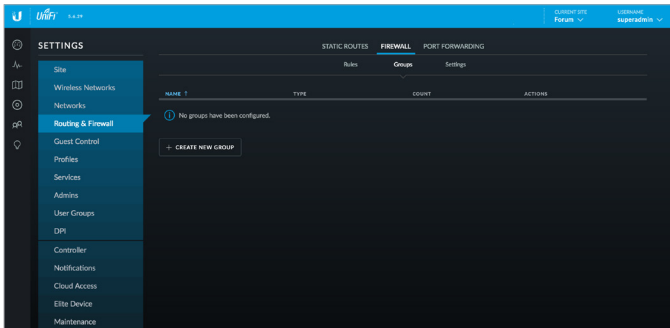 U UniFi 5.6.29
CURRENT SITE
Forum
USERNAME
superadmin
SETTINGS
Site
Wireless Networks
Networks
Routing & Firewall
Guest Control
Profiles
Services
Admins
User Groups
DPI
Controller
Notifications
Cloud Access
Elite Device
Maintenance
STATIC ROUTES FIREWALL PORT FORWARDING
Rules Groups Settings
NAME ↑ TYPE COUNT ACTIONS
No groups have been configured.
+ CREATE NEW GROUP